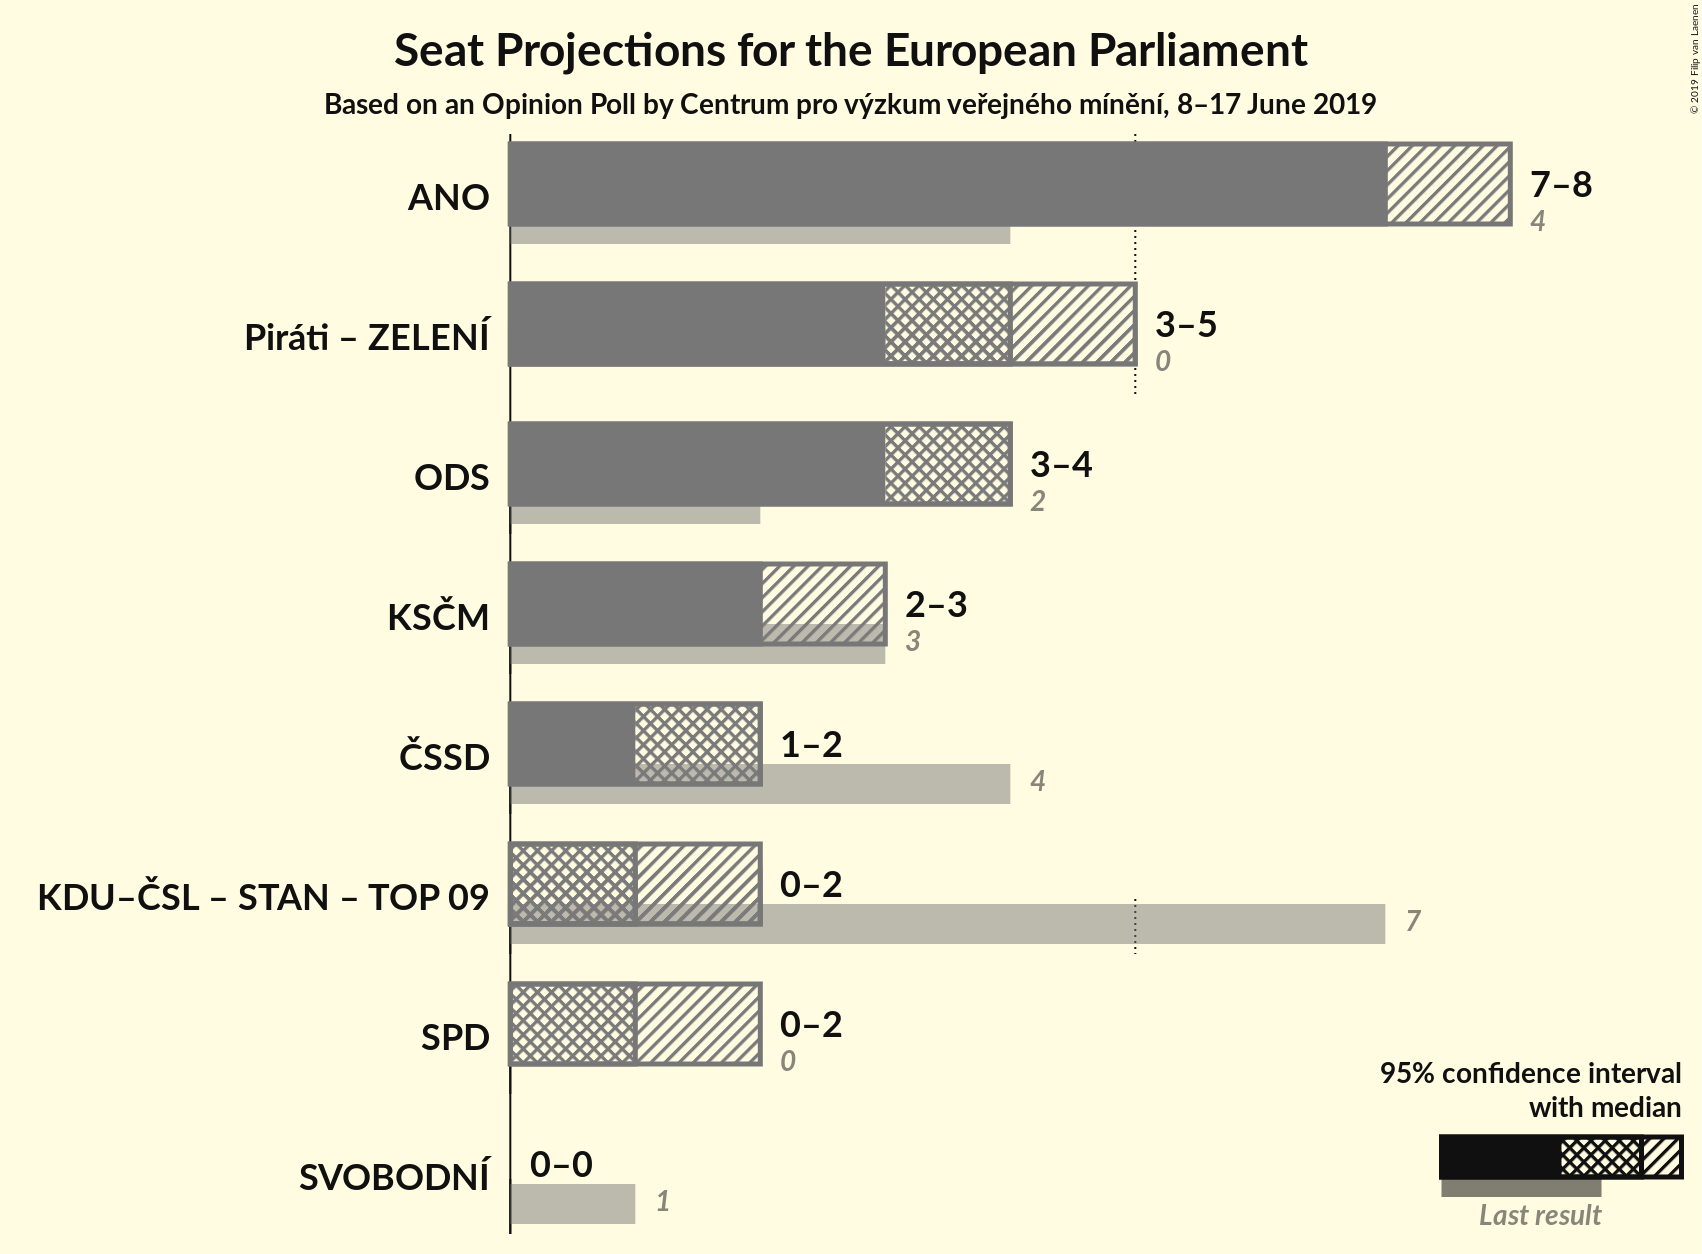 Seat Projections for the European Parliament
Based on an Opinion Poll by Centrum pro výzkum veřejného mínění, 8–17 June 2019
© 2019 Filip van Laenen
ANO
7–8
4
Piráti – ZELENÍ
3–5
0
ODS
3–4
2
KSČM
2–3
3
ČSSD
1–2
4
KDU–ČSL – STAN – TOP 09
0–2
7
SPD
0–2
0
SVOBODNÍ
0–0
1
95% confidence interval
with median
Last result